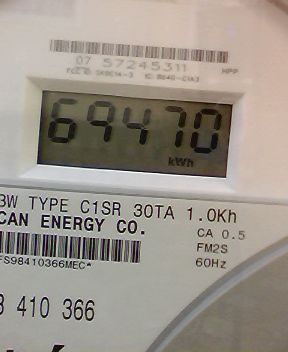 07 57245311
69470
kWh
3W TYPE C1SR 30TA 1.0Kh
CAN ENERGY CO.
CA 0.5
FM2S
FS98410366MEC*
60Hz
410 366